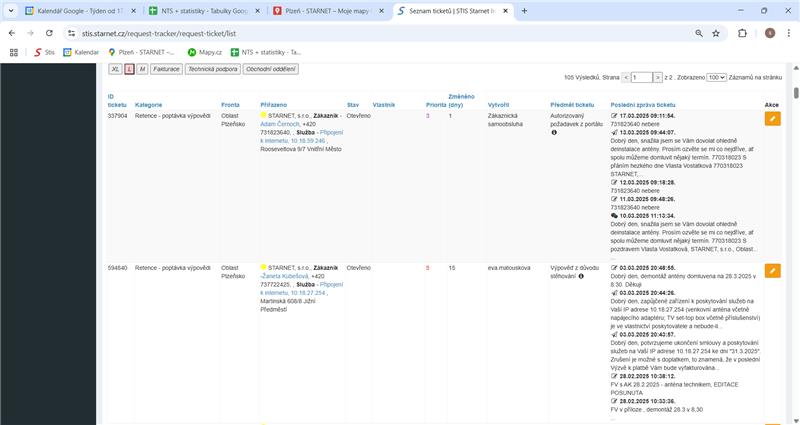 Kalendář Google - Týden od 17
NTS + statistiky - Tabulky Goog
Plzeň - STARNET – Moje mapy
Seznam ticketů | STIS Starnet In
stis.starnet.cz/request-tracker/request-ticket/list
Stis
Kalendar
Plzeň - STARNET –...
Mapy.cz
NTS + statistiky - Ta...
XL
L
M
Fakturace
Technická podpora
Obchodní oddělení
105 Výsledků. Strana < 1 > z 2 . Zobrazeno 100 Záznamů na stránku
ID ticketu
Kategorie
Fronta
Přiřazeno
Stav
Vlastník
Priorita
Změněno (dny)
Vytvořil
Předmět ticketu
Poslední zpráva ticketu
Akce
337904
Retence - poptávka výpovědi
Oblast
Plzeňsko
STARNET, s.r.o., Zákazník -
Adam Černoch, +420
731823640, , Služba - Připojení
k internetu, 10.18.59.246 ,
Rooseveltova 9/7 Vnitřní Město
Otevřeno
3
1
Zákaznická
samoobsluha
Autorizovaný
požadavek z portálu
17.03.2025 09:11:54.
731823640 nebere
13.03.2025 09:44:07.
Dobrý den, snažila jsem se Vám dovolat ohledně
deinstalace antény. Prosím ozvěte se mi co nejdříve, ať
spolu můžeme domluvit nějaký termín. 770318023 S
přáním hezkého dne Vlasta Vostatková 770318023
STARNET,...
12.03.2025 09:18:28.
731823640 nebere
11.03.2025 09:48:26.
731823640 nebere
10.03.2025 11:13:34.
Dobrý den, snažila jsem se Vám dovolat ohledně
deinstalace antény. Prosím ozvěte se mi co nejdříve, ať
spolu můžeme domluvit nějaký termín. 770318023 S
pozdravem Vlasta Vostatková, STARNET, s.r.o., Oblast...
...
594640
Retence - poptávka výpovědi
Oblast
Plzeňsko
STARNET, s.r.o., Zákazník
-Žaneta Kubešová, +420
737722425, , Služba - Připojení
k internetu, 10.18.27.254 ,
Martinská 608/8 Jižní
Předměstí
Otevřeno
5
15
eva.matouskova
Výpověď z důvodu
stěhování
03.03.2025 20:48:55.
Dobrý den, demontáž antény domluvena na 28.3.2025 v
8:30. Děkuji
03.03.2025 20:44:26.
Dobrý den, zapůjčené zařízení k poskytování služeb na
Vaší IP adrese 10.18.27.254 (venkovní anténa včetně
napájecího adaptéru; TV set-top box včetně příslušenství)
je ve vlastnictví poskytovatele a nebude-li...
03.03.2025 20:43:57.
Dobrý den, potvrzujeme ukončení smlouvy a poskytování
služeb na Vaší IP adrese 10.18.27.254 ke dni "31.3.2025".
Zrušení je možné s doplatkem, to znamená, že v poslední
Výzvě k platbě Vám bude vyfakturována...
28.02.2025 10:38:12.
FV s AK 28.2.2025 - anténa technikem, EDITACE
POSUNUTA
28.02.2025 10:33:36.
FV v příloze , demontáž 28.3 v 8,30
...